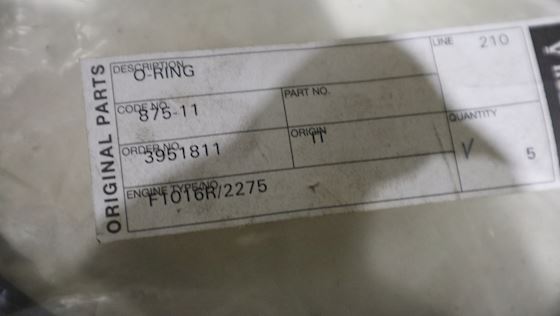 ORIGINAL PARTS
DESCRIPTION
O-RING
LINE 210
CODE NO.
875-11
PART NO.
ORDER NO.
3951811
ORIGIN
IT
QUANTITY
5
ENGINE TYPE/NO.
F1016R/2275